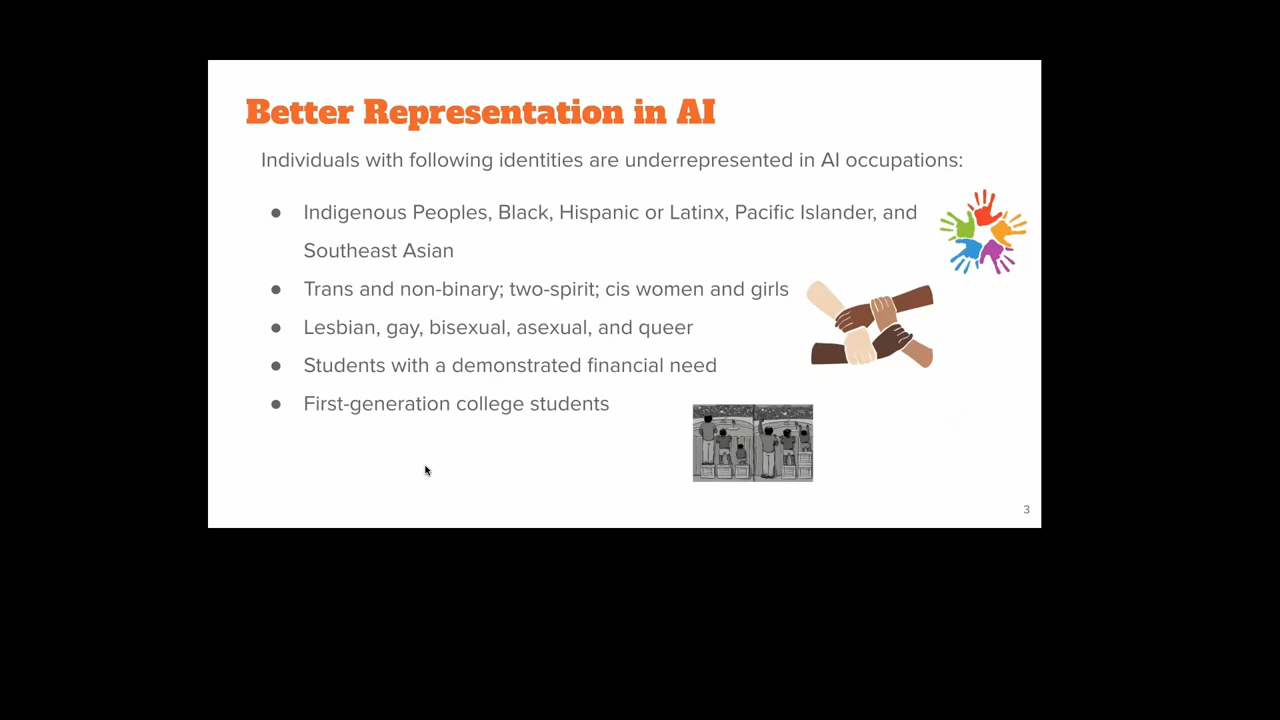 Better Representation in AI
Individuals with following identities are underrepresented in AI occupations:
● Indigenous Peoples, Black, Hispanic or Latinx, Pacific Islander, and
Southeast Asian
● Trans and non-binary; two-spirit; cis women and girls
● Lesbian, gay, bisexual, asexual, and queer
● Students with a demonstrated financial need
● First-generation college students
3